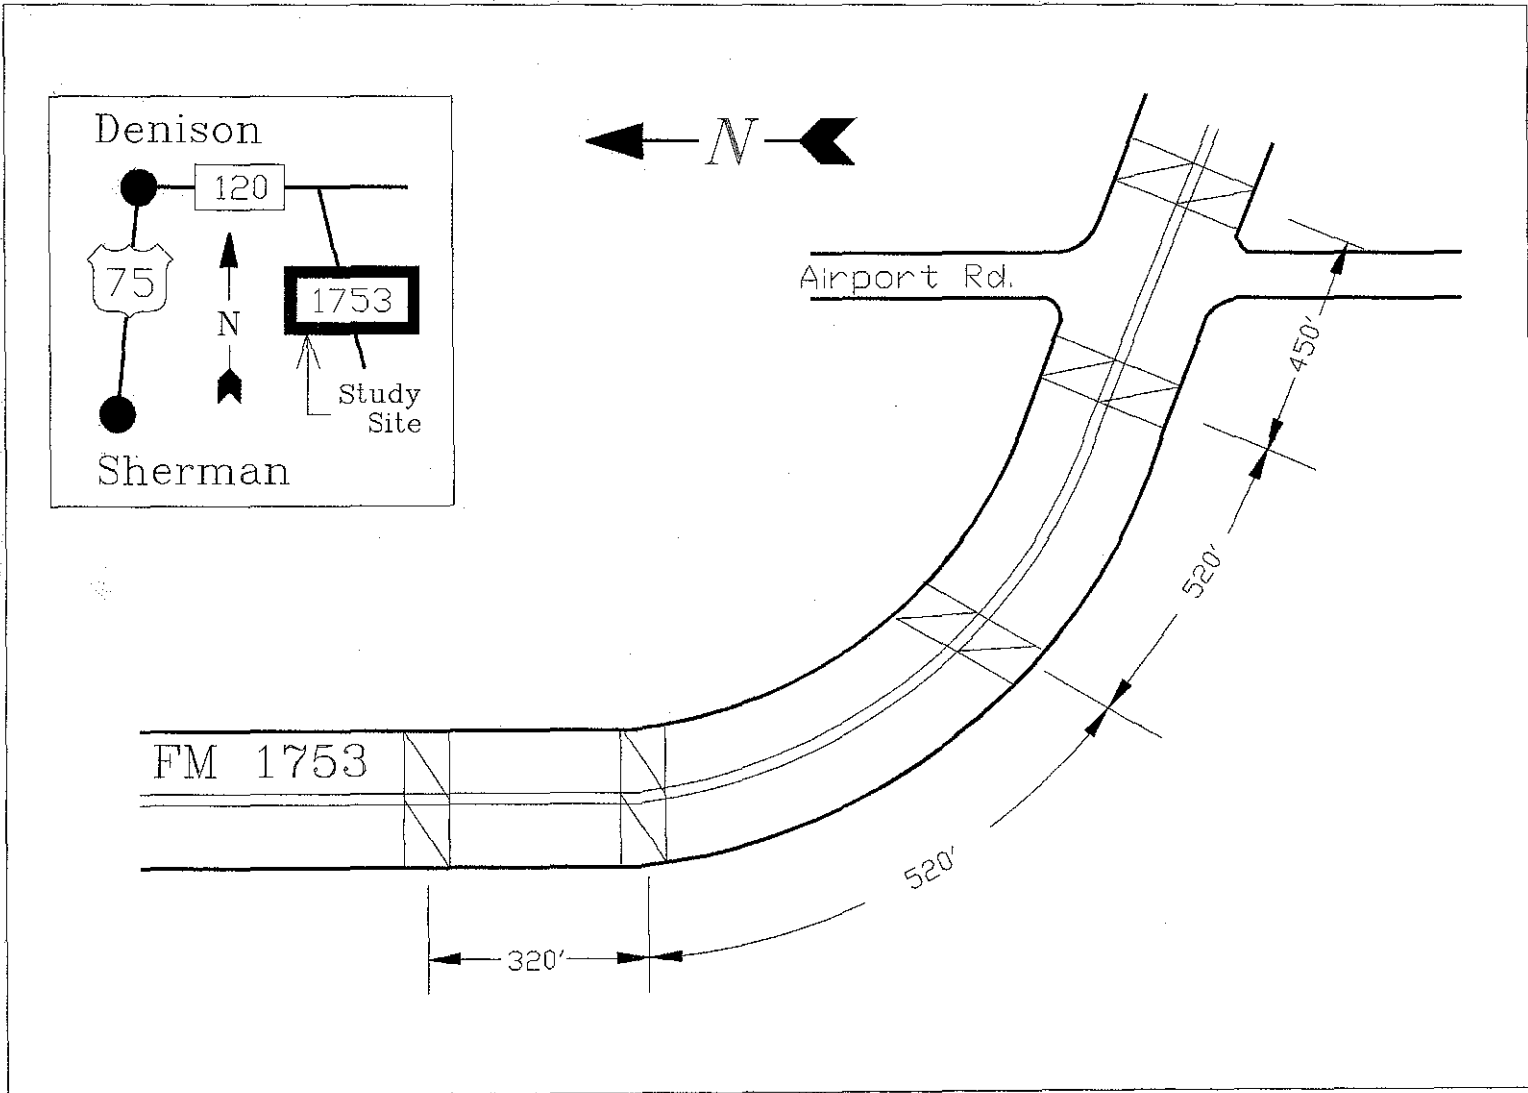 Denison
120
75
N
1753
Study
Site
Sherman
N
Airport Rd.
450'
520'
520'
320'
FM 1753